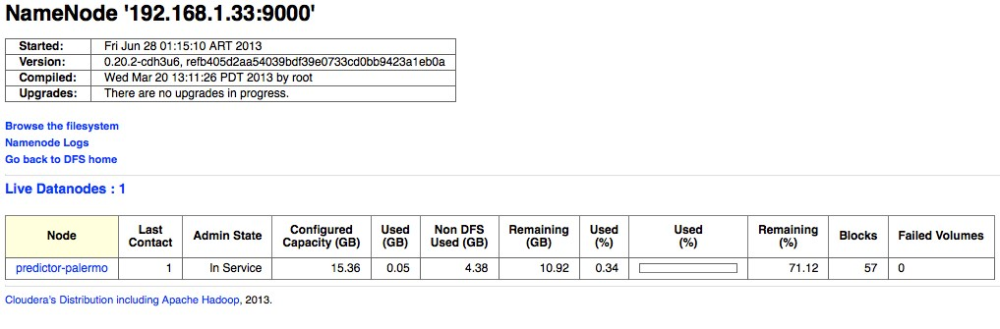 NameNode '192.168.1.33:9000'
Started: Fri Jun 28 01:15:10 ART 2013
Version: 0.20.2-cdh3u6, refb405d2aa54039bdf39e0733cd0bb9423a1eb0a
Compiled: Wed Mar 20 13:11:26 PDT 2013 by root
Upgrades: There are no upgrades in progress.
Browse the filesystem
Namenode Logs
Go back to DFS home
Live Datanodes : 1
Node Last Contact Admin State Configured Capacity (GB) Used (GB) Non DFS Used (GB) Remaining (GB) Used (%) Used (%) Remaining (%) Blocks Failed Volumes
predictor-palermo 1 In Service 15.36 0.05 4.38 10.92 0.34 71.12 57 0
Cloudera's Distribution including Apache Hadoop, 2013.